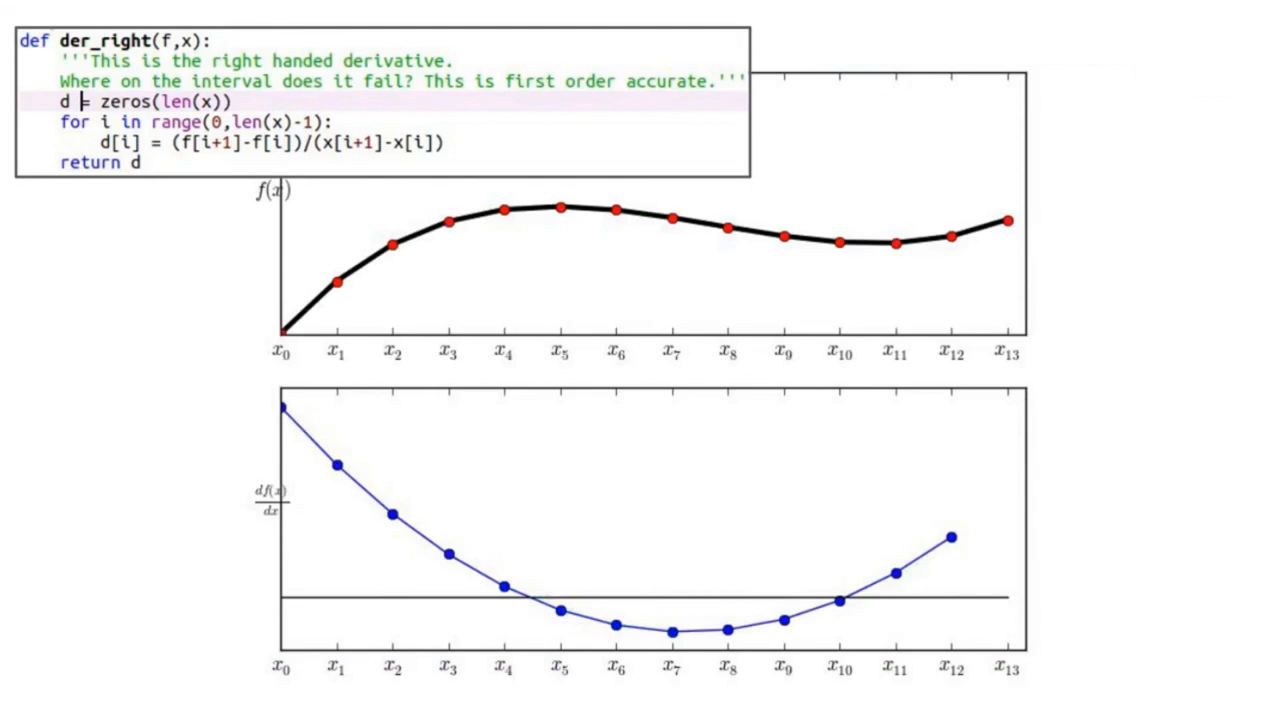 def der_right(f,x):
'''This is the right handed derivative.
Where on the interval does it fail? This is first order accurate.'''
d = zeros(len(x))
for i in range(0,len(x)-1):
d[i] = (f[i+1]-f[i])/(x[i+1]-x[i])
return d
f(x)
x₀ x₁ x₂ x₃ x₄ x₅ x₆ x₇ x₈ x₉ x₁₀ x₁₁ x₁₂ x₁₃
df(x)
dx
x₀ x₁ x₂ x₃ x₄ x₅ x₆ x₇ x₈ x₉ x₁₀ x₁₁ x₁₂ x₁₃